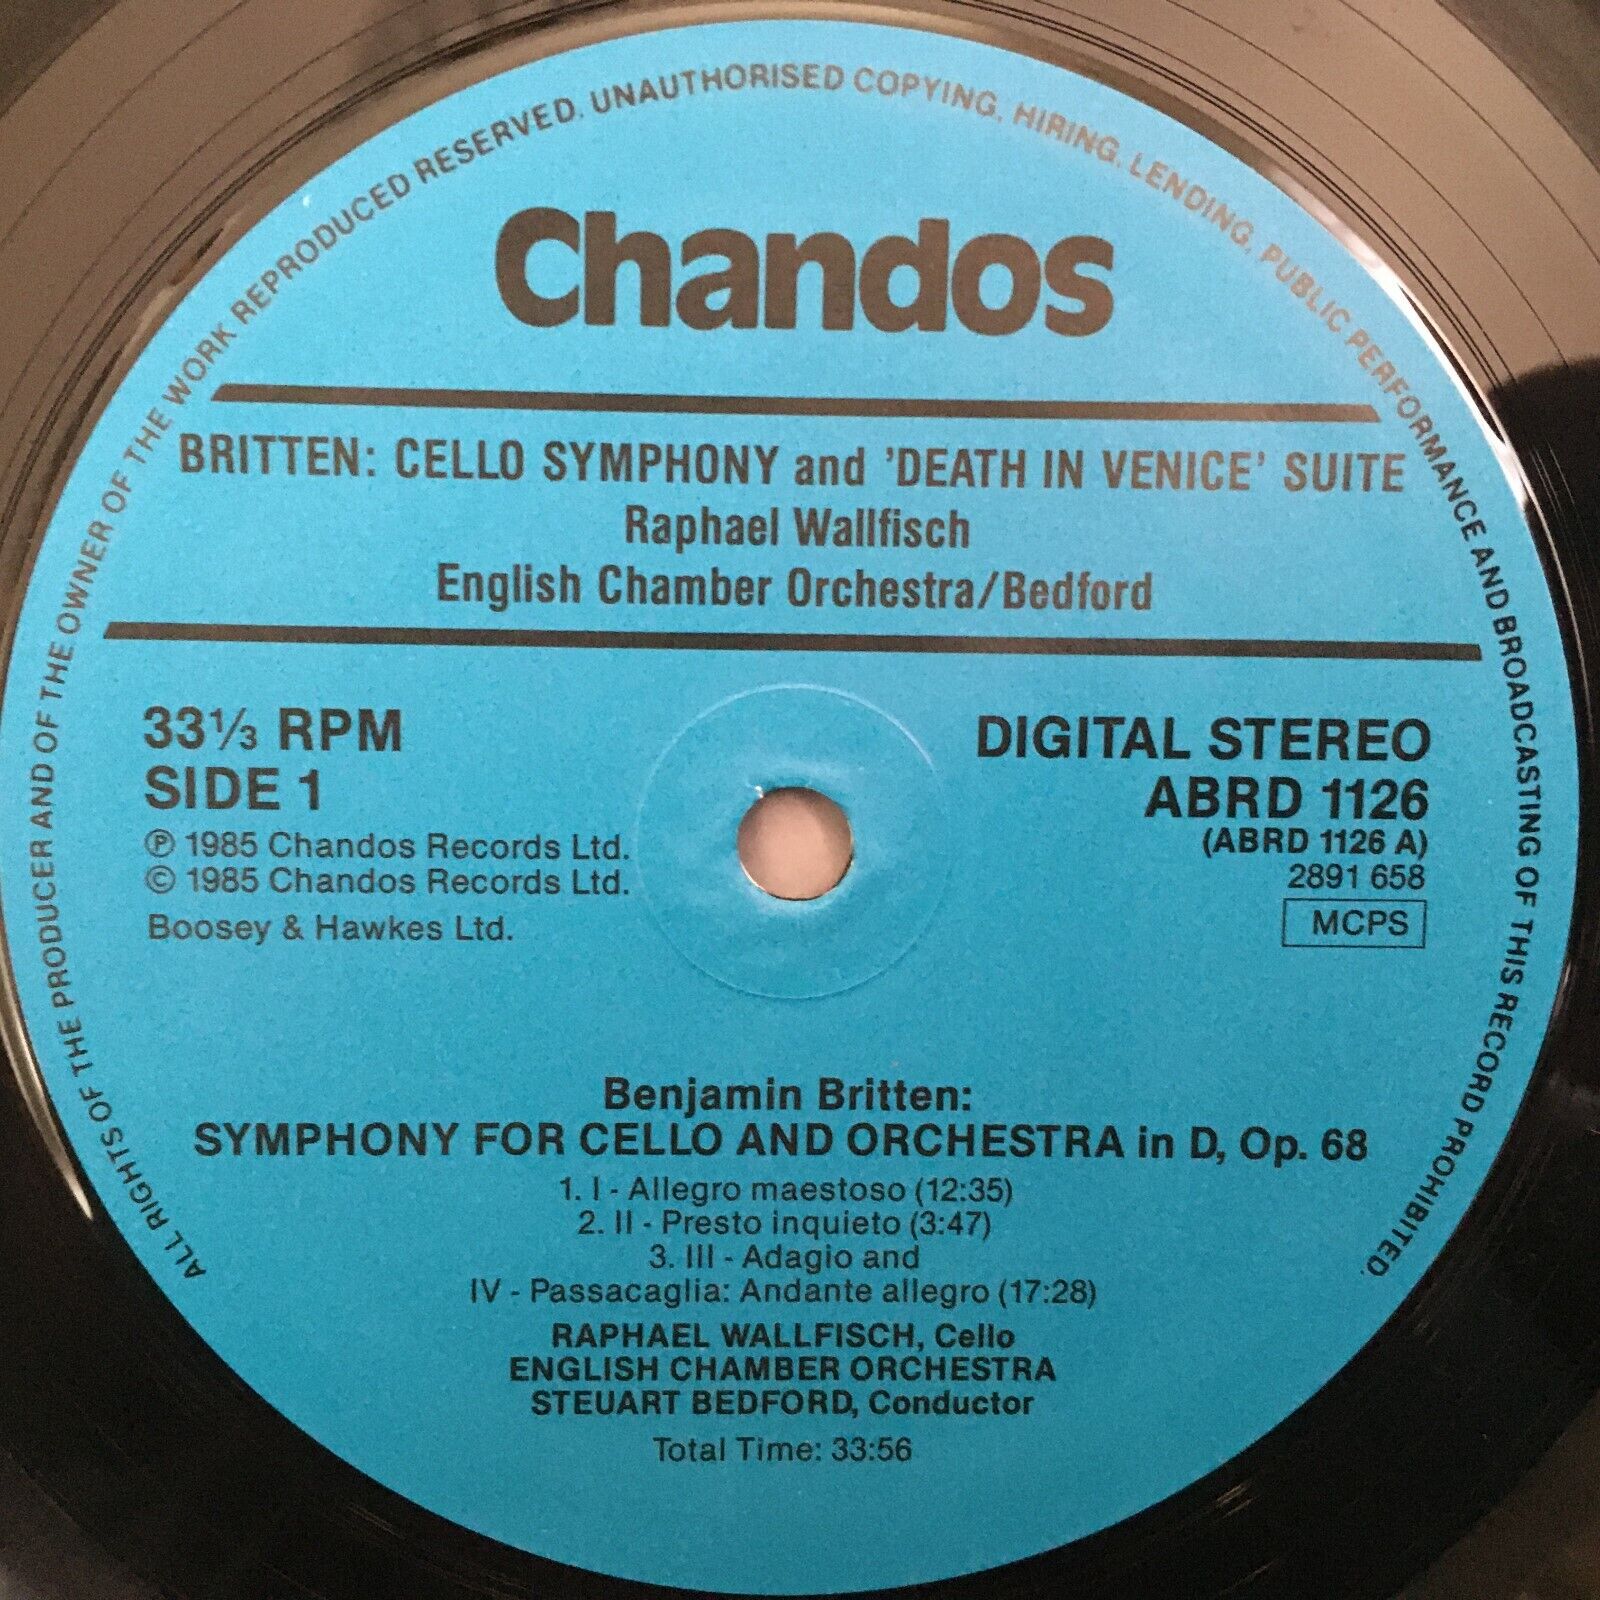 ALL RIGHTS OF THE PRODUCER AND OF THE OWNER OF THE WORK REPRODUCED RESERVED. UNAUTHORISED COPYING, HIRING, LENDING, PUBLIC PERFORMANCE AND BROADCASTING OF THIS RECORD PROHIBITED.
Chandos
BRITTEN: CELLO SYMPHONY and 'DEATH IN VENICE' SUITE
Raphael Wallfisch
English Chamber Orchestra/Bedford
33⅓ RPM
SIDE 1
℗ 1985 Chandos Records Ltd.
© 1985 Chandos Records Ltd.
Boosey & Hawkes Ltd.
DIGITAL STEREO
ABRD 1126
(ABRD 1126 A)
2891 658
MCPS
Benjamin Britten:
SYMPHONY FOR CELLO AND ORCHESTRA in D, Op. 68
1. I - Allegro maestoso (12:35)
2. II - Presto inquieto (3:47)
3. III - Adagio and
IV - Passacaglia: Andante allegro (17:28)
RAPHAEL WALLFISCH, Cello
ENGLISH CHAMBER ORCHESTRA
STEUART BEDFORD, Conductor
Total Time: 33:56